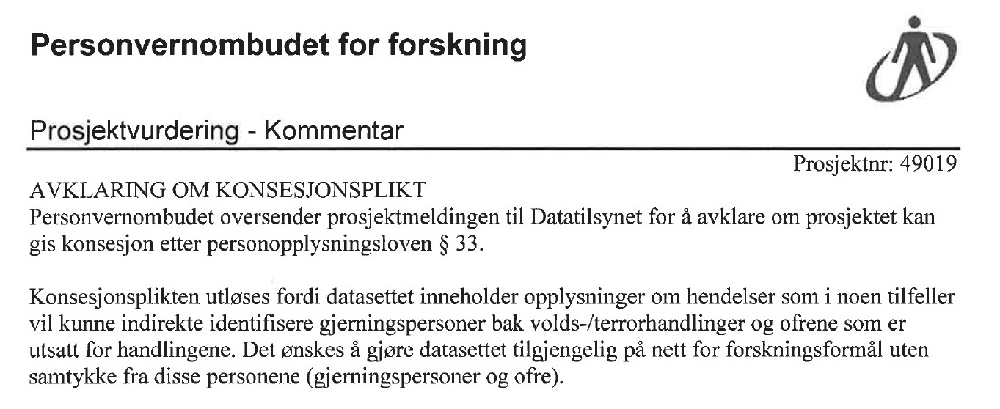 Personvernombudet for forskning
Prosjektvurdering - Kommentar
Prosjektnr: 49019
AVKLARING OM KONSESJONSPLIKT
Personvernombudet oversender prosjektmeldingen til Datatilsynet for å avklare om prosjektet kan
gis konsesjon etter personopplysningsloven § 33.
Konsesjonsplikten utløses fordi datasettet inneholder opplysninger om hendelser som i noen tilfeller
vil kunne indirekte identifisere gjerningspersoner bak volds-/terrorhandlinger og ofrene som er
utsatt for handlingene. Det ønskes å gjøre datasettet tilgjengelig på nett for forskningsformål uten
samtykke fra disse personene (gjerningspersoner og ofre).